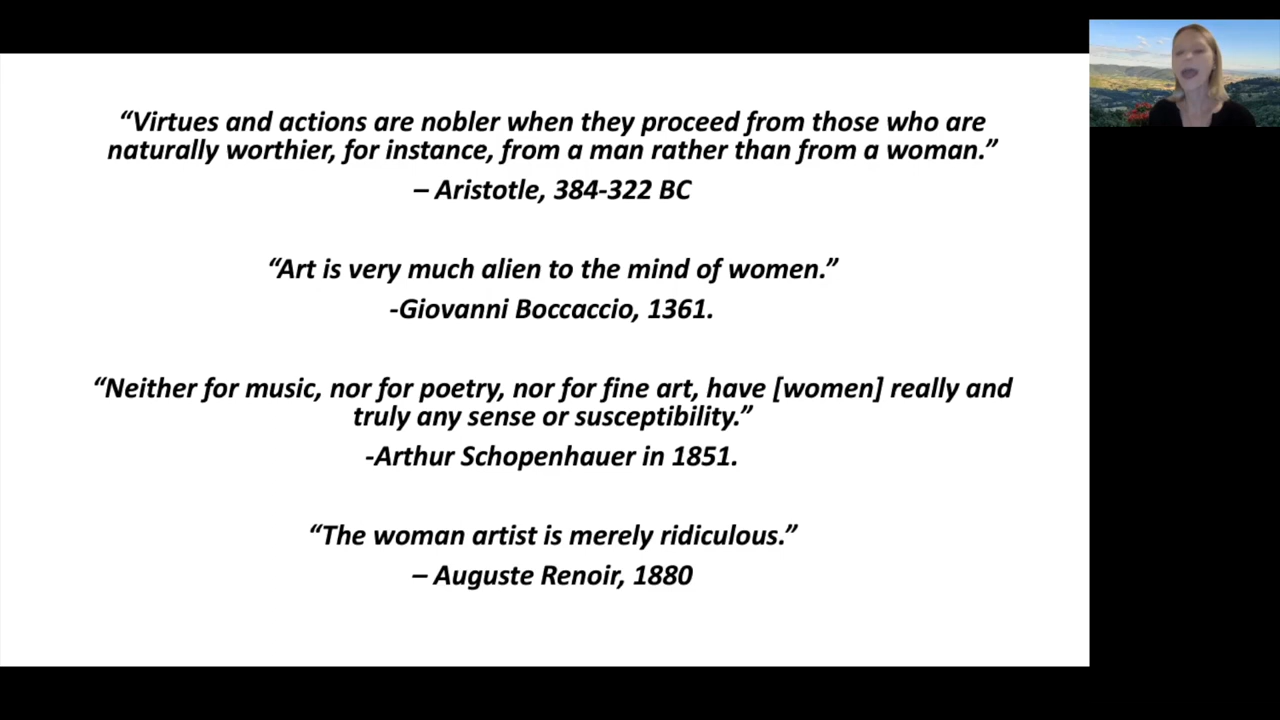 “Virtues and actions are nobler when they proceed from those who are
naturally worthier, for instance, from a man rather than from a woman.”
– Aristotle, 384-322 BC
“Art is very much alien to the mind of women.”
-Giovanni Boccaccio, 1361.
“Neither for music, nor for poetry, nor for fine art, have [women] really and
truly any sense or susceptibility.”
-Arthur Schopenhauer in 1851.
“The woman artist is merely ridiculous.”
– Auguste Renoir, 1880